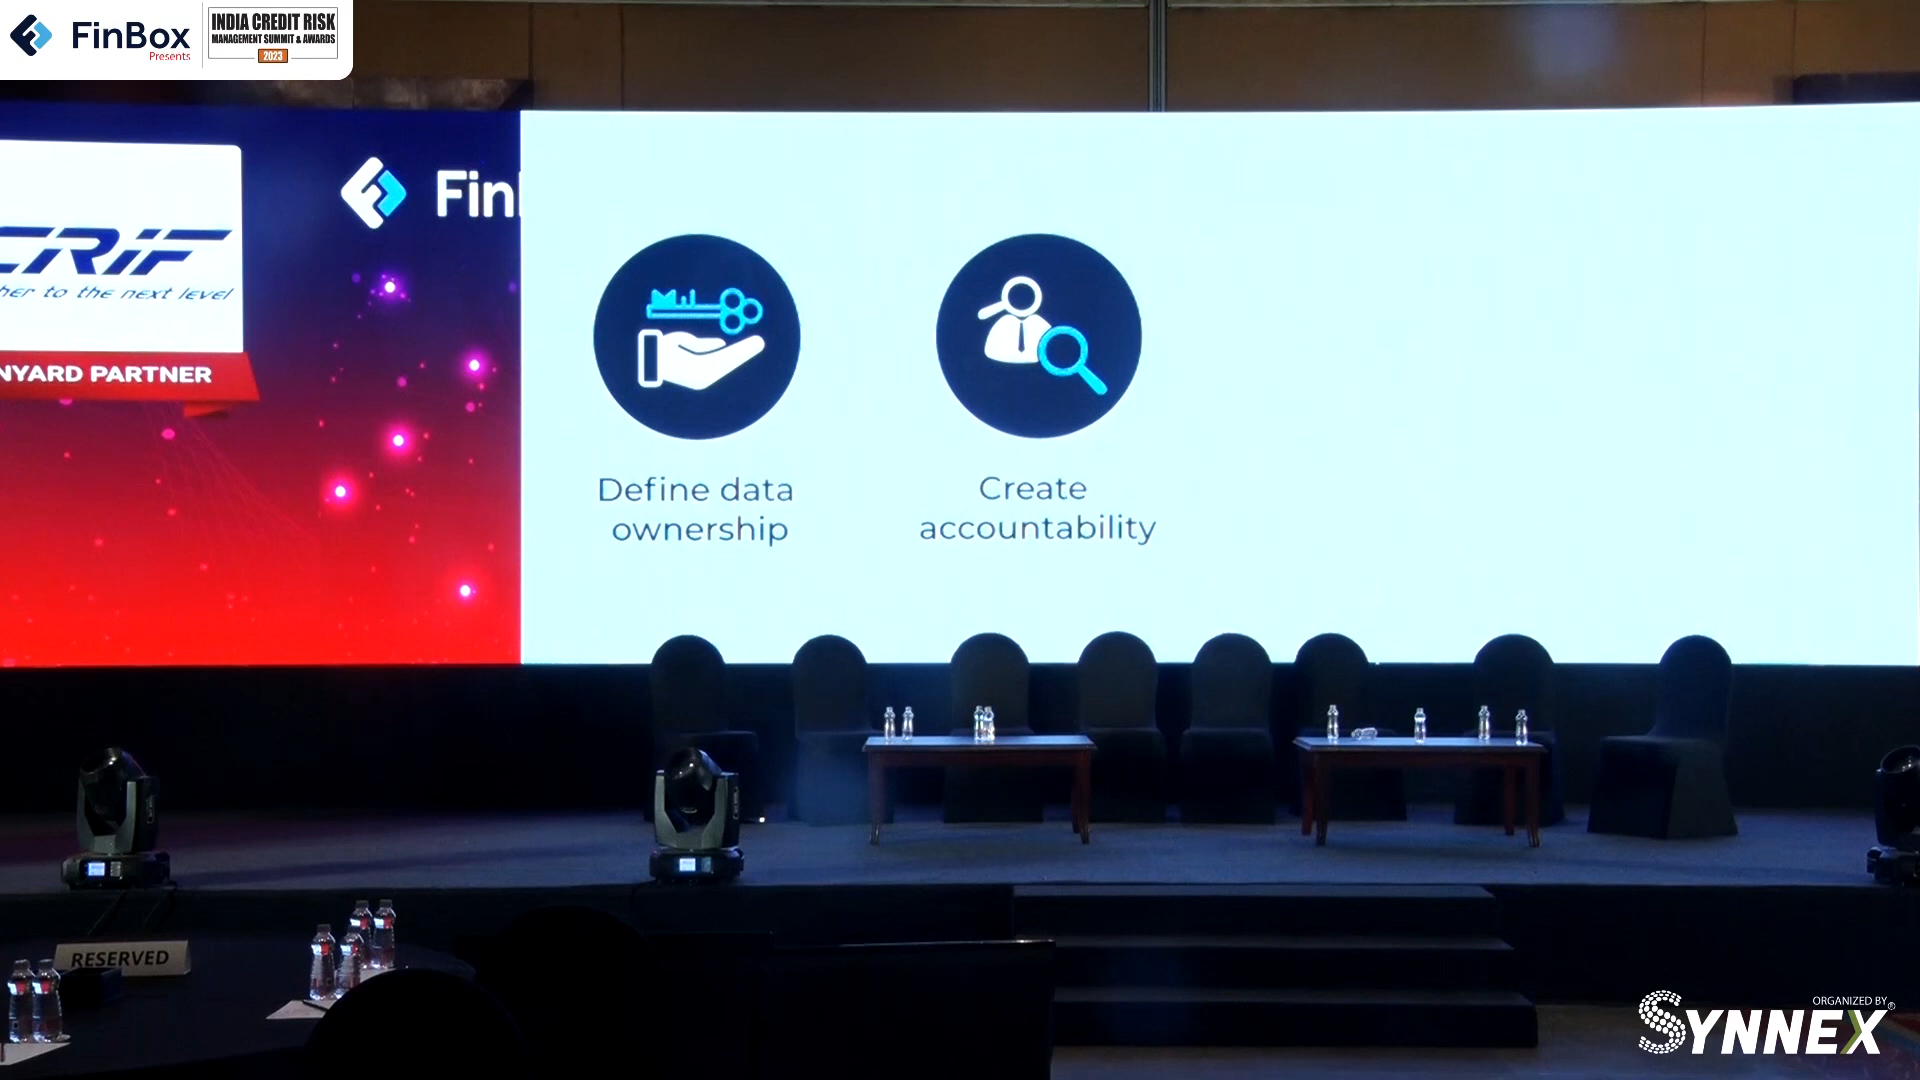 FinBox
Presents
INDIA CREDIT RISK
MANAGEMENT SUMMIT & AWARDS
2023
CRIF
her to the next level
NYARD PARTNER
Fin
Define data
ownership
Create
accountability
RESERVED
ORGANIZED BY
SYNNEX®